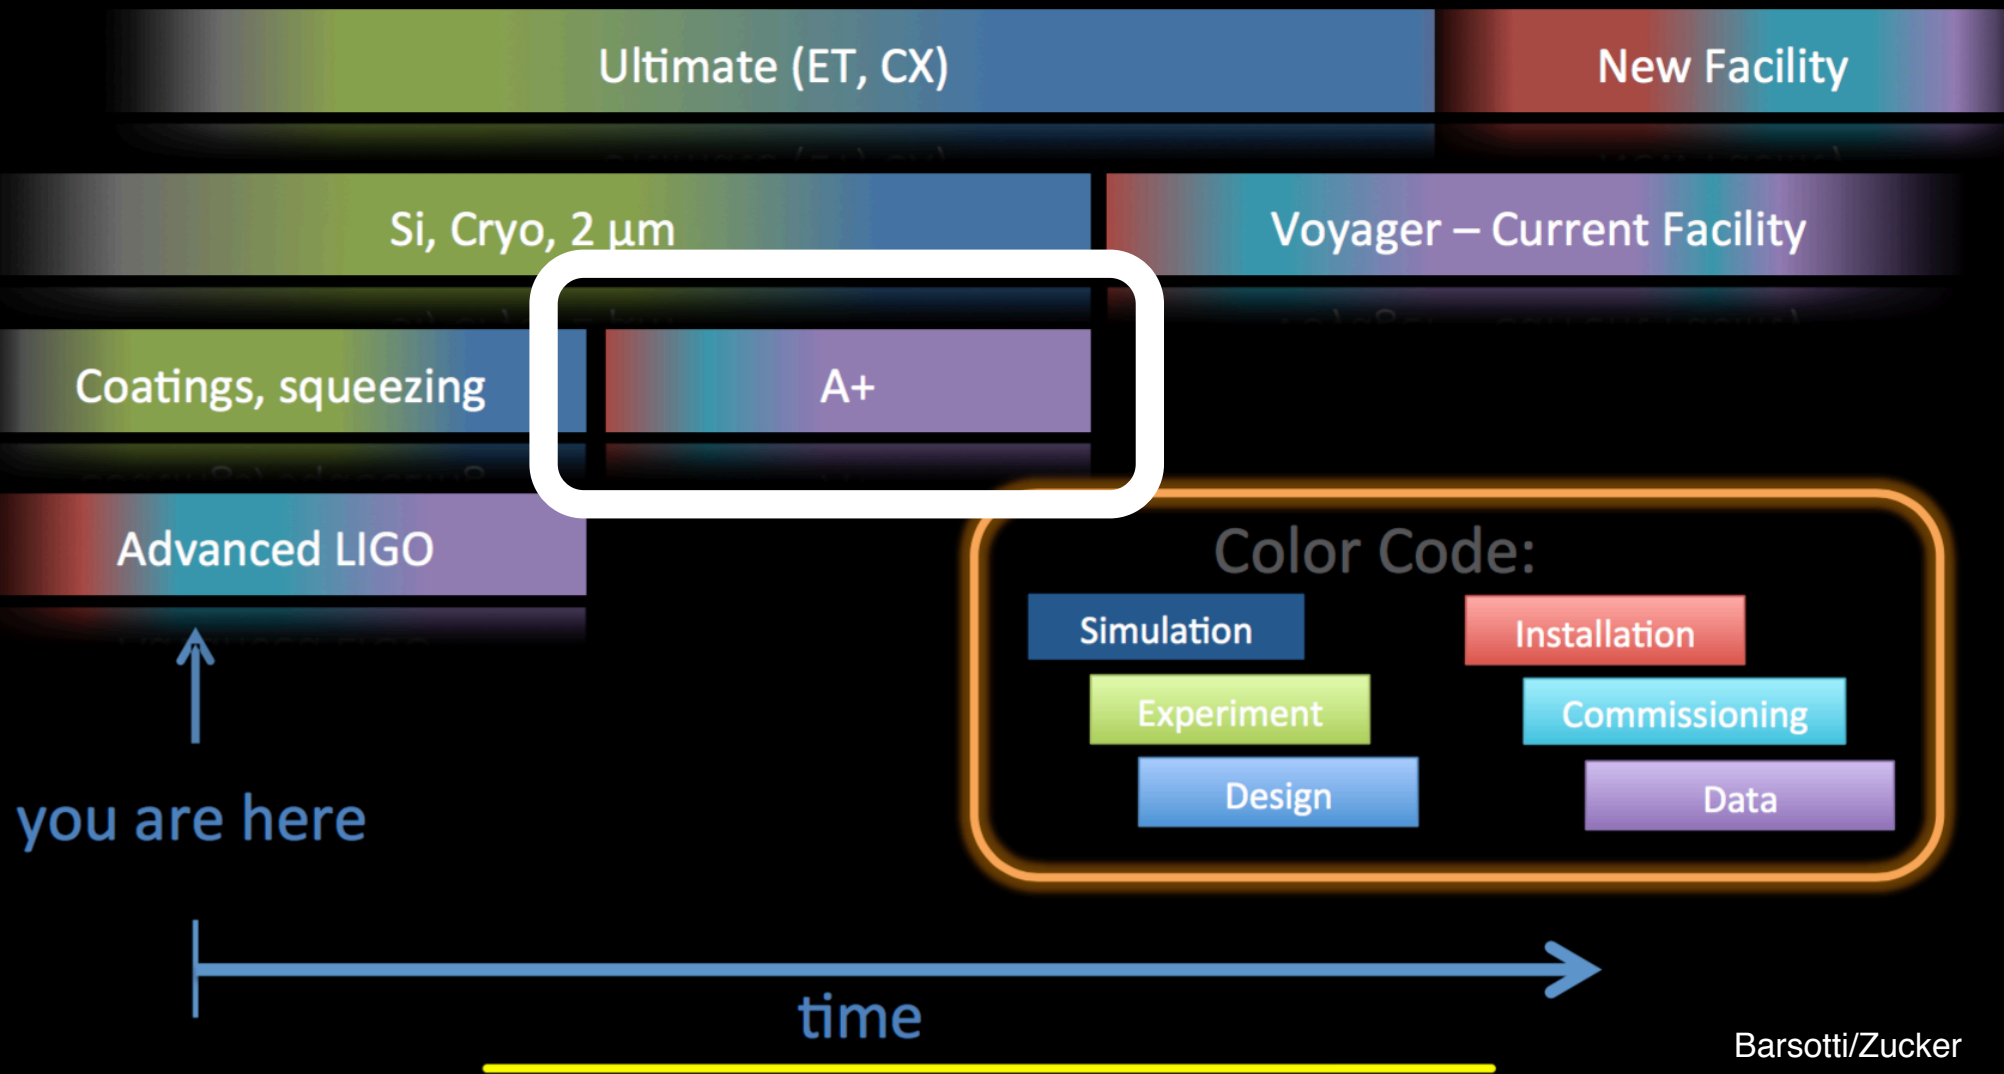 Ultimate (ET, CX)
New Facility
Si, Cryo, 2 μm
Voyager – Current Facility
Coatings, squeezing
A+
Advanced LIGO
Color Code:
Simulation
Installation
Experiment
Commissioning
Design
Data
you are here
time
Barsotti/Zucker